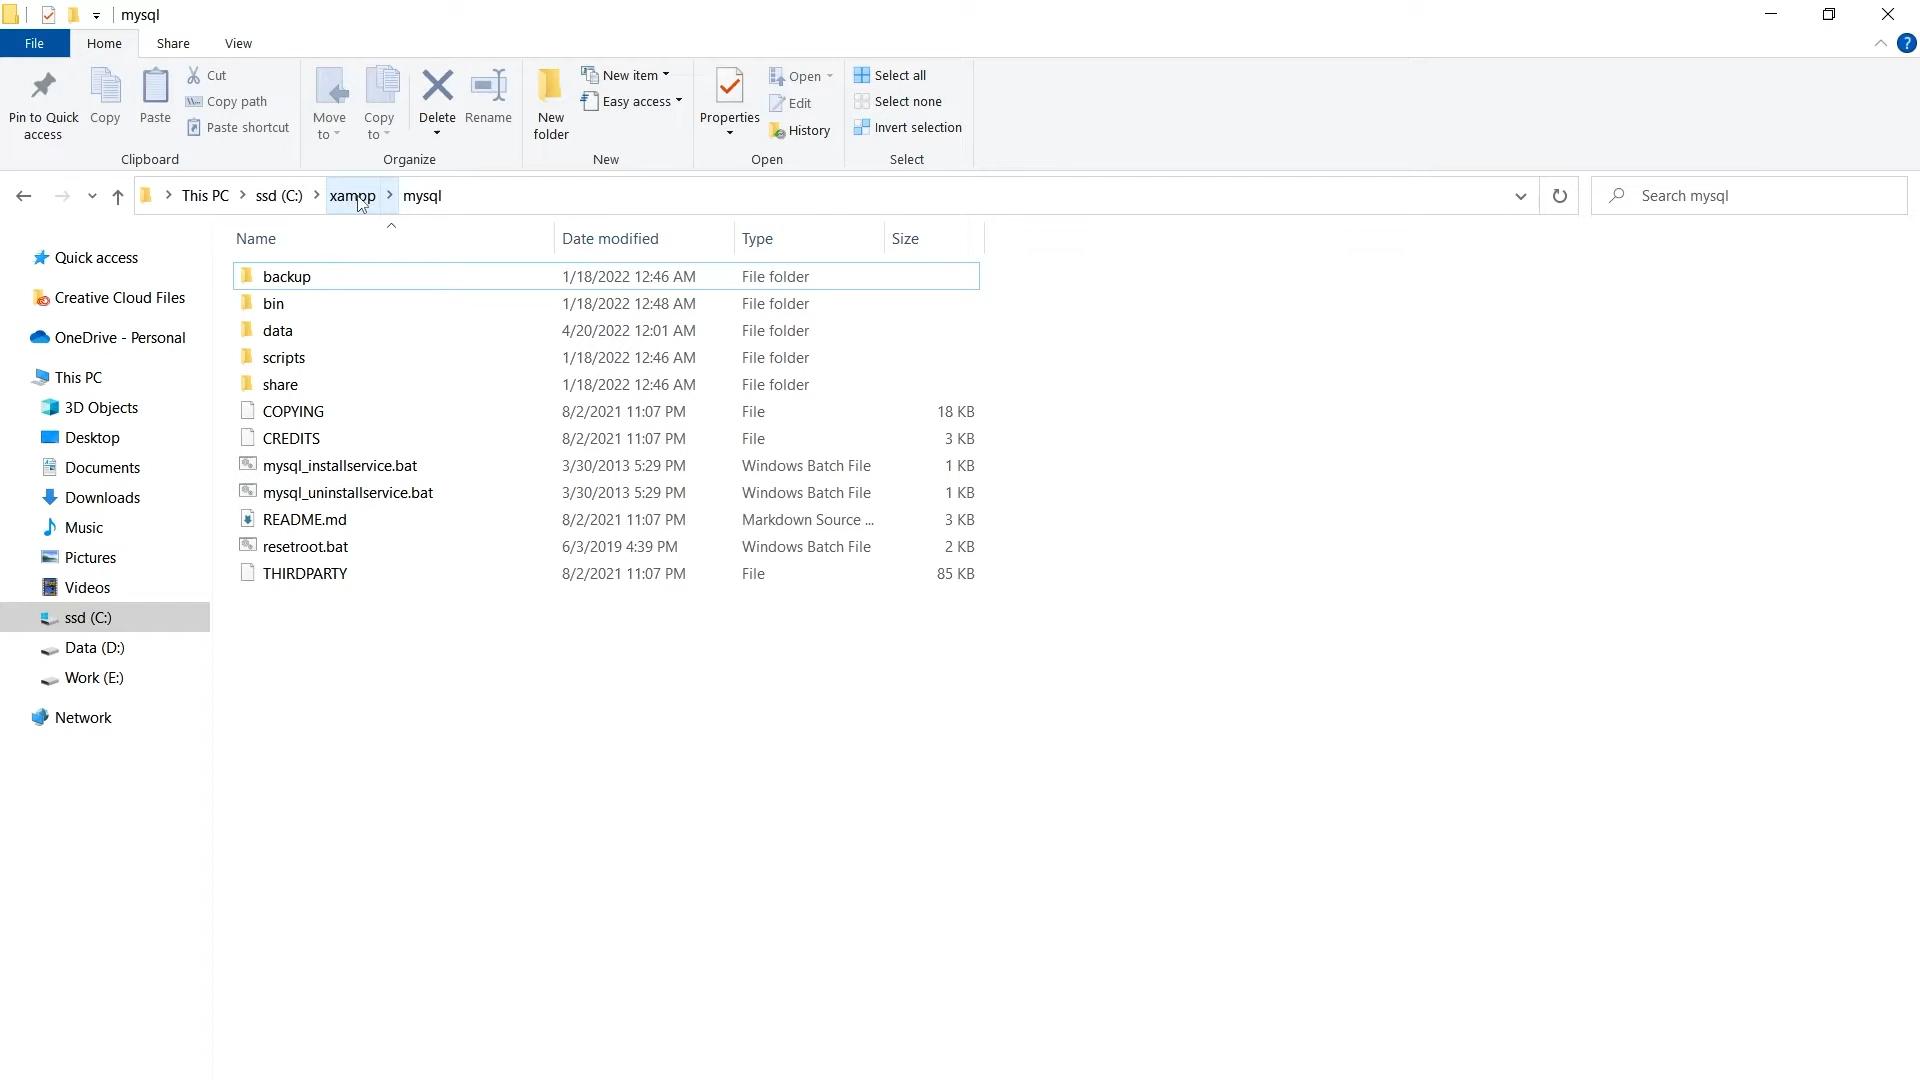 mysql
File Home Share View
Pin to Quick access
Copy
Paste
Cut
Copy path
Paste shortcut
Clipboard
Move to
Copy to
Delete
Rename
Organize
New folder
New item
Easy access
New
Properties
Open
Edit
History
Open
Select all
Select none
Invert selection
Select
This PC ssd (C:) xampp mysql
Search mysql
Quick access
Creative Cloud Files
OneDrive - Personal
This PC
3D Objects
Desktop
Documents
Downloads
Music
Pictures
Videos
ssd (C:)
Data (D:)
Work (E:)
Network
Name Date modified Type Size
backup 1/18/2022 12:46 AM File folder
bin 1/18/2022 12:48 AM File folder
data 4/20/2022 12:01 AM File folder
scripts 1/18/2022 12:46 AM File folder
share 1/18/2022 12:46 AM File folder
COPYING 8/2/2021 11:07 PM File 18 KB
CREDITS 8/2/2021 11:07 PM File 3 KB
mysql_installservice.bat 3/30/2013 5:29 PM Windows Batch File 1 KB
mysql_uninstallservice.bat 3/30/2013 5:29 PM Windows Batch File 1 KB
README.md 8/2/2021 11:07 PM Markdown Source ... 3 KB
resetroot.bat 6/3/2019 4:39 PM Windows Batch File 2 KB
THIRDPARTY 8/2/2021 11:07 PM File 85 KB